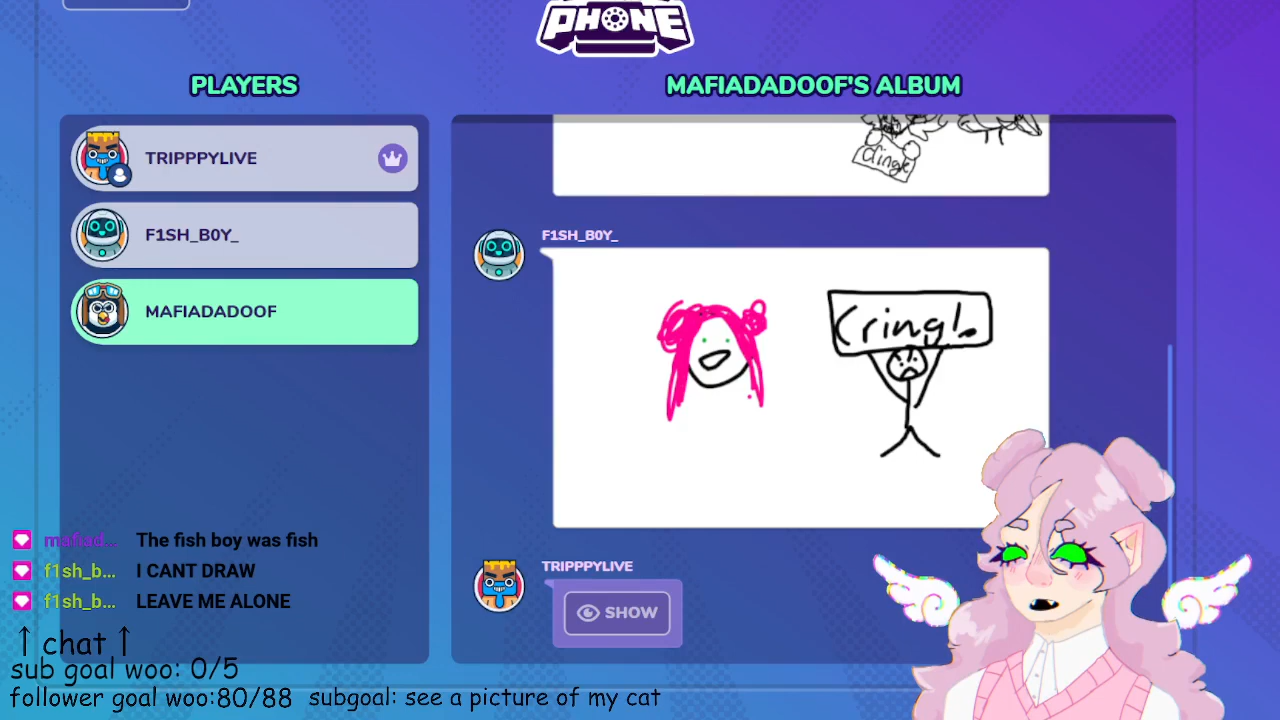 PHONE
PLAYERS
MAFIADADOOF'S ALBUM
TRIPPPYLIVE
F1SH_B0Y_
MAFIADADOOF
F1SH_B0Y_
TRIPPPYLIVE
SHOW
mafiad... The fish boy was fish
f1sh_b... I CANT DRAW
f1sh_b... LEAVE ME ALONE
↑ chat ↑
sub goal woo: 0/5
follower goal woo:80/88 subgoal: see a picture of my cat